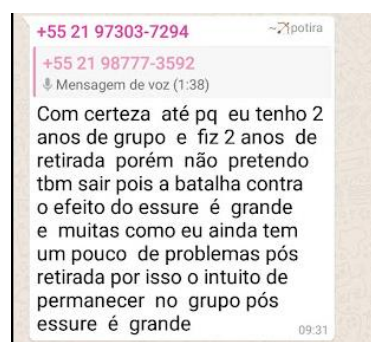 +55 21 97303-7294 ~potira
+55 21 98777-3592
Mensagem de voz (1:38)
Com certeza até pq eu tenho 2
anos de grupo e fiz 2 anos de
retirada porém não pretendo
tbm sair pois a batalha contra
o efeito do essure é grande
e muitas como eu ainda tem
um pouco de problemas pós
retirada por isso o intuito de
permanecer no grupo pós
essure é grande
09:31